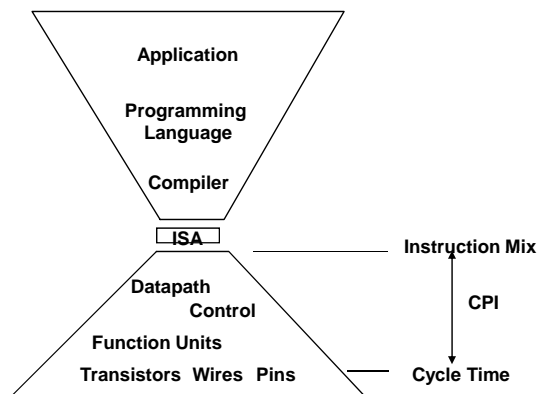 Application
Programming
Language
Compiler
ISA
Instruction Mix
Datapath
Control
CPI
Function Units
Transistors Wires Pins
Cycle Time